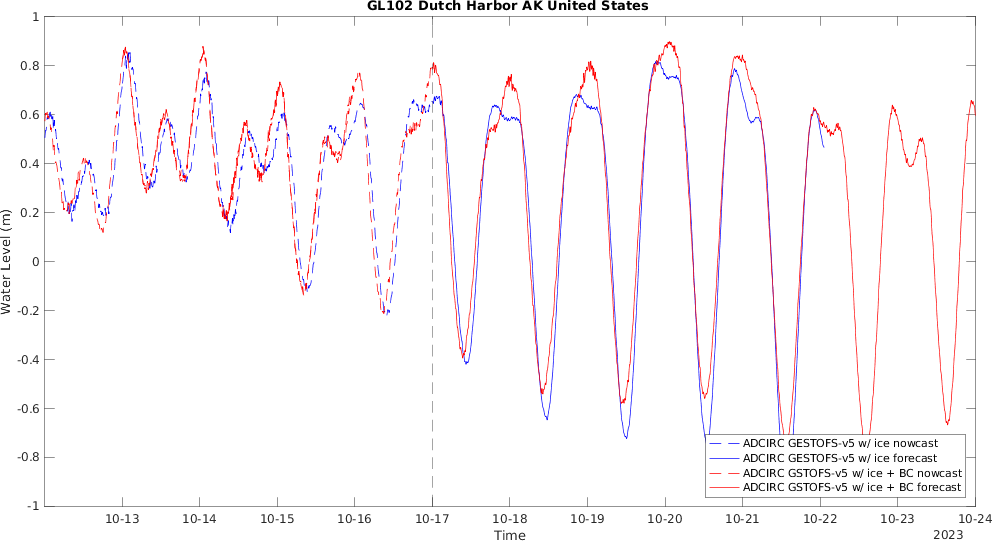 GL102 Dutch Harbor AK United States
1
0.8
0.6
0.4
0.2
0
-0.2
-0.4
-0.6
-0.8
-1
Water Level (m)
ADCIRC GESTOFS-v5 w/ ice nowcast
ADCIRC GESTOFS-v5 w/ ice forecast
ADCIRC GSTOFS-v5 w/ ice + BC nowcast
ADCIRC GSTOFS-v5 w/ ice + BC forecast
10-13 10-14 10-15 10-16 10-17 10-18 10-19 10-20 10-21 10-22 10-23 10-24
Time
2023